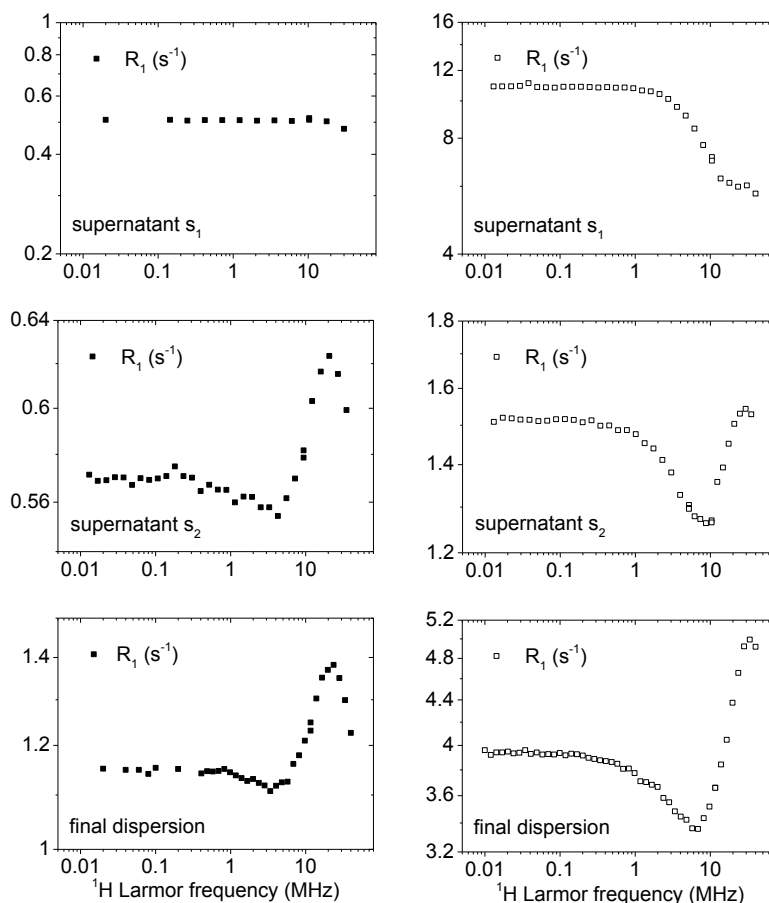 1
0.8
0.6
0.4
0.2
R1 (s-1)
supernatant s1
0.01 0.1 1 10
16
12
8
4
R1 (s-1)
supernatant s1
0.01 0.1 1 10
0.64
0.6
0.56
R1 (s-1)
supernatant s2
0.01 0.1 1 10
1.8
1.6
1.4
1.2
R1 (s-1)
supernatant s2
0.01 0.1 1 10
1.4
1.2
1
R1 (s-1)
final dispersion
0.01 0.1 1 10
1H Larmor frequency (MHz)
5.2
4.8
4.4
4
3.6
3.2
R1 (s-1)
final dispersion
0.01 0.1 1 10
1H Larmor frequency (MHz)